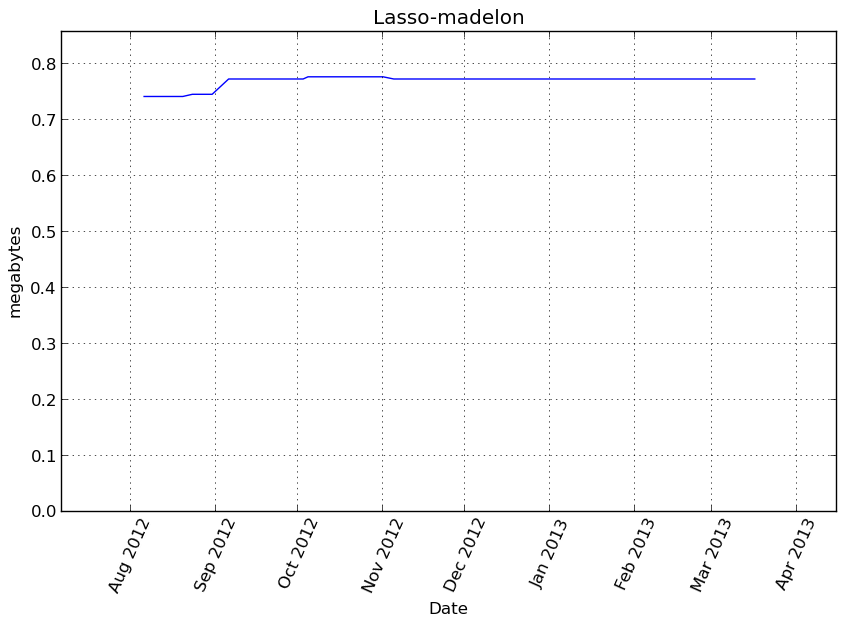 Lasso-madelon
0.8
0.7
0.6
0.5
0.4
0.3
0.2
0.1
0.0
megabytes
Aug 2012
Sep 2012
Oct 2012
Nov 2012
Dec 2012
Jan 2013
Feb 2013
Mar 2013
Apr 2013
Date